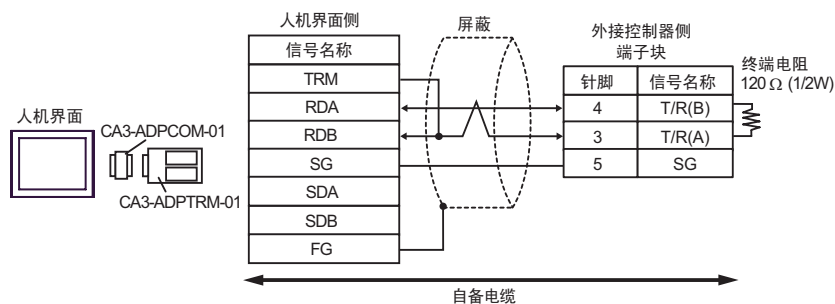 人机界面侧
屏蔽
外接控制器侧
端子块
终端电阻
120 Ω (1/2W)
人机界面
CA3-ADPCOM-01
CA3-ADPTRM-01
信号名称
TRM
RDA
RDB
SG
SDA
SDB
FG
针脚 信号名称
4 T/R(B)
3 T/R(A)
5 SG
自备电缆